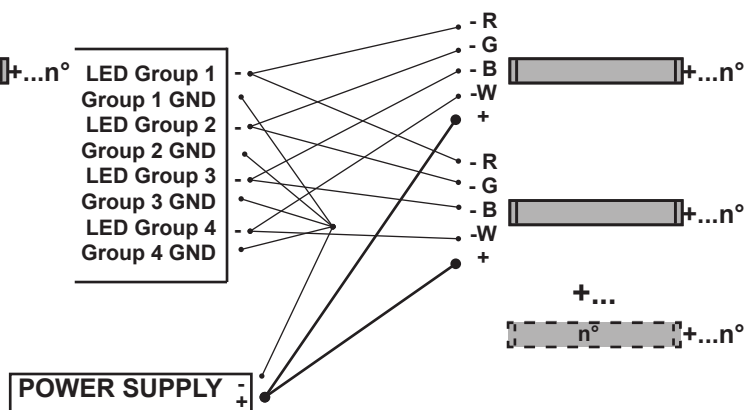 +...n°
LED Group 1 -
Group 1 GND
LED Group 2 -
Group 2 GND
LED Group 3 -
Group 3 GND
LED Group 4 -
Group 4 GND
POWER SUPPLY -
+
- R
- G
- B
-W
+
+...n°
- R
- G
- B
-W
+
+...n°
+...
n°
+...n°